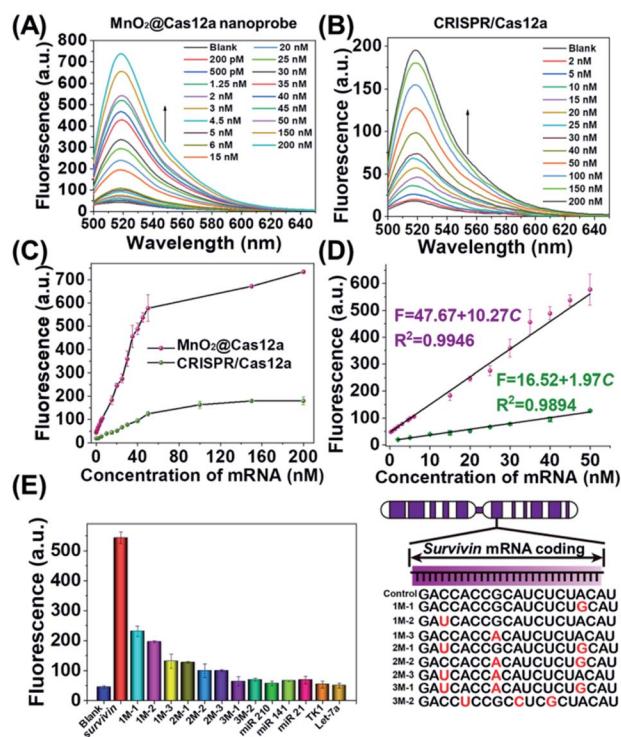 (A)
MnO₂@Cas12a nanoprobe
Fluorescence (a.u.)
800
700
600
500
400
300
200
100
0
Blank
200 pM
500 pM
1.25 nM
2 nM
3 nM
4.5 nM
5 nM
6 nM
15 nM
20 nM
25 nM
30 nM
35 nM
40 nM
45 nM
50 nM
150 nM
200 nM
500 520 540 560 580 600 620 640
Wavelength (nm)
(B)
CRISPR/Cas12a
Fluorescence (a.u.)
200
150
100
50
0
Blank
2 nM
5 nM
10 nM
15 nM
20 nM
25 nM
30 nM
40 nM
50 nM
100 nM
150 nM
200 nM
500 520 540 560 580 600 620 640
Wavelength (nm)
(C)
Fluorescence (a.u.)
700
600
500
400
300
200
100
0
MnO₂@Cas12a
CRISPR/Cas12a
0 40 80 120 160 200
Concentration of mRNA (nM)
(D)
Fluorescence (a.u.)
600
500
400
300
200
100
0
F=47.67+10.27C
R²=0.9946
F=16.52+1.97C
R²=0.9894
0 10 20 30 40 50
Concentration of mRNA (nM)
(E)
Fluorescence (a.u.)
500
400
300
200
100
0
Blank
survivin
1M-1
1M-2
1M-3
2M-1
2M-2
2M-3
3M-1
3M-2
miR 210
miR 141
miR 21
TK1
Let-7a
Survivin mRNA coding
Control GACCACCGCAUCUCUACAU
1M-1 GACCACCGCAUCUCUGCAU
1M-2 GAUCACCGCAUCUCUACAU
1M-3 GACCACCACAUCUCUACAU
2M-1 GAUCACCGCAUCUCUGCAU
2M-2 GACCACCACAUCUCUGCAU
2M-3 GAUCACCACAUCUCUACAU
3M-1 GAUCACCACAUCUCUGCAU
3M-2 GACCUCCGCCUCGCUACAU